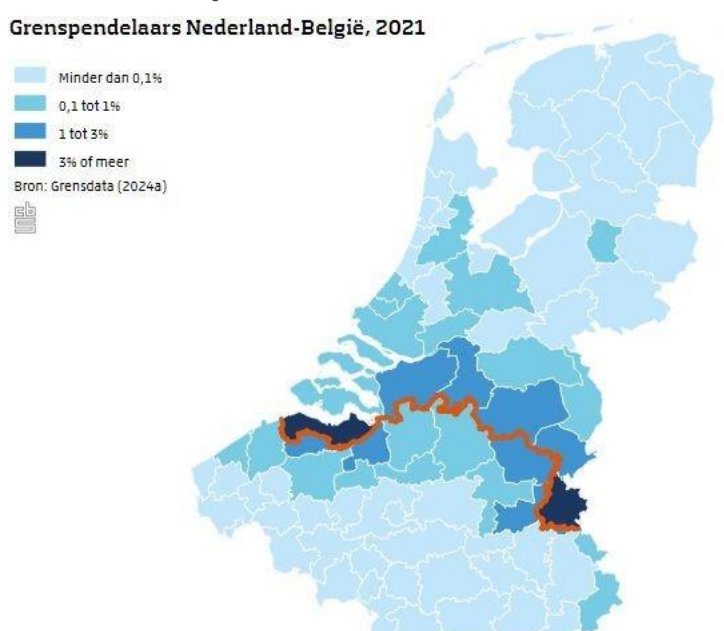 Grenspendelaars Nederland-België, 2021
Minder dan 0,1%
0,1 tot 1%
1 tot 3%
3% of meer
Bron: Grensdata (2024a)
cbs